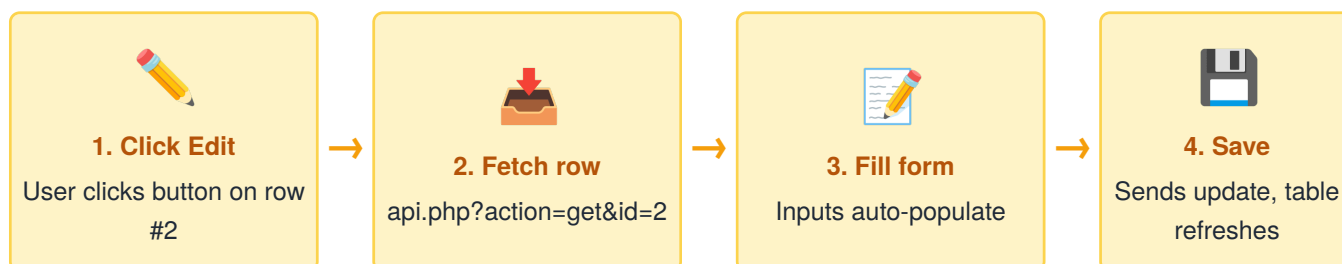 1. Click Edit
User clicks button on row
#2
2. Fetch row
api.php?action=get&id=2
3. Fill form
Inputs auto-populate
4. Save
Sends update, table
refreshes